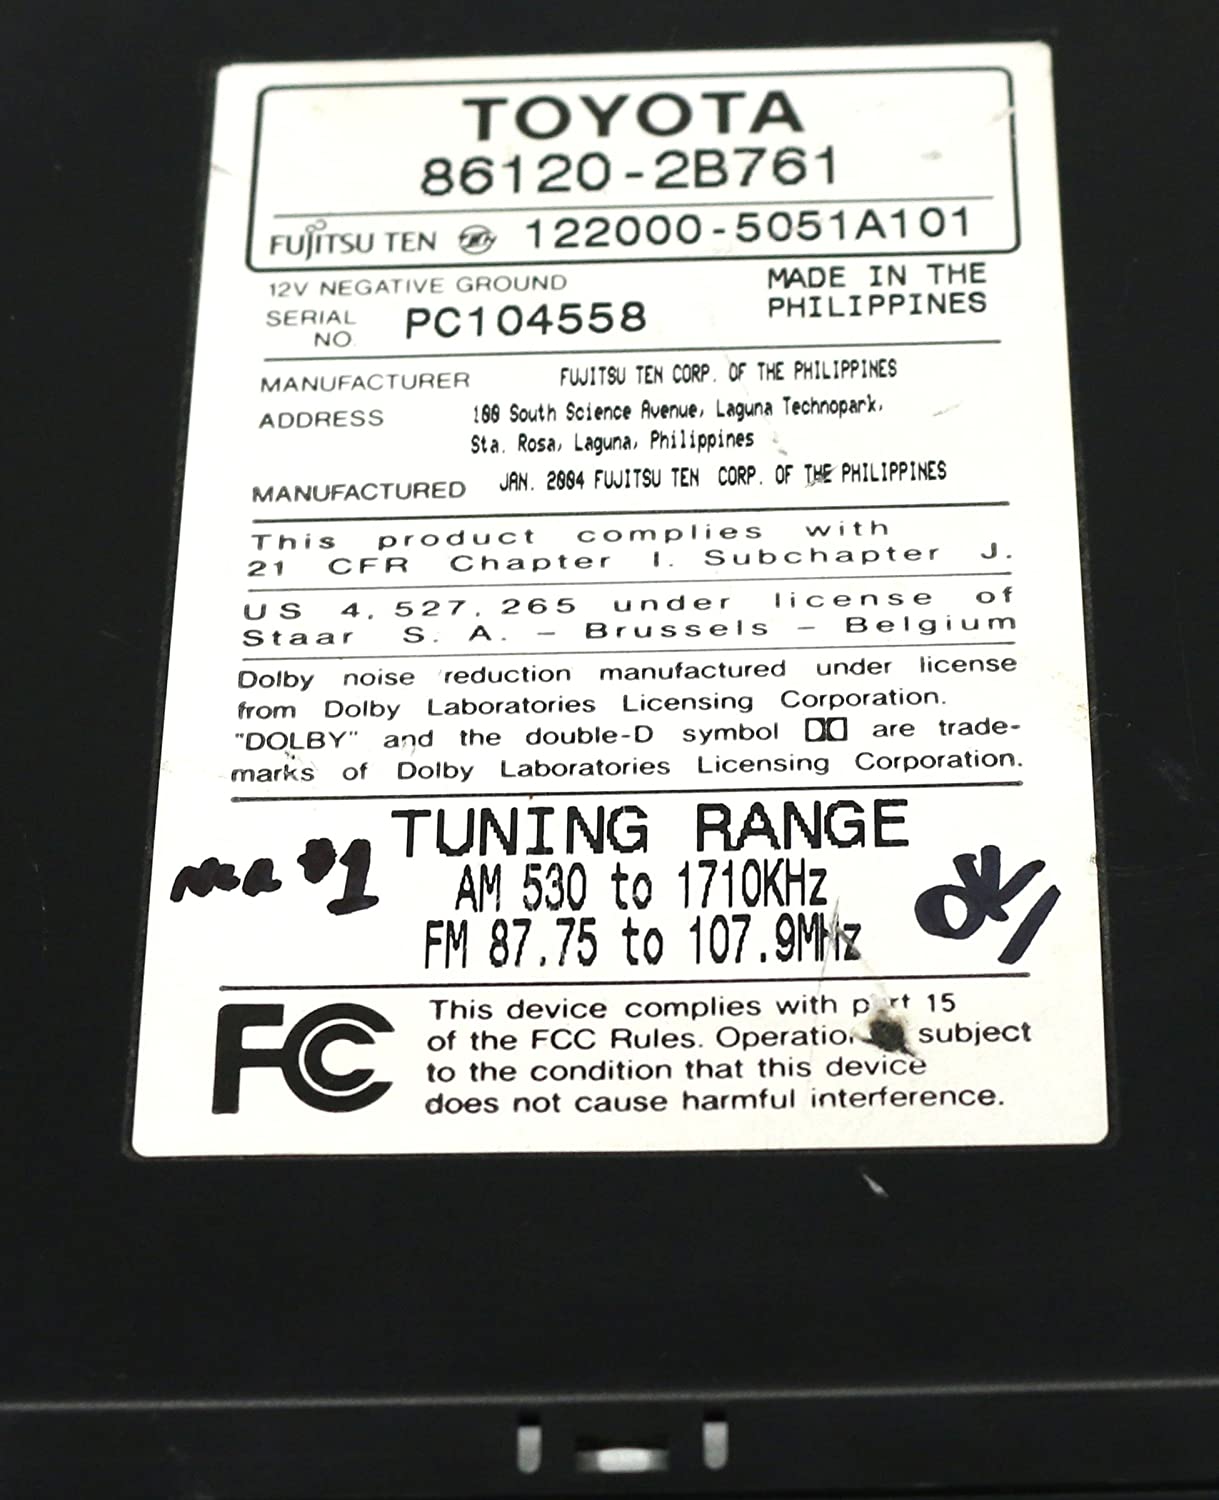 TOYOTA
86120-2B761
FUJITSU TEN 122000-5051A101
12V NEGATIVE GROUND
MADE IN THE
PHILIPPINES
SERIAL
NO.
PC104558
MANUFACTURER FUJITSU TEN CORP. OF THE PHILIPPINES
ADDRESS 100 South Science Avenue, Laguna Technopark,
Sta. Rosa, Laguna, Philippines
MANUFACTURED JAN. 2004 FUJITSU TEN CORP. OF THE PHILIPPINES
This product complies with
21 CFR Chapter I. Subchapter J.
US 4,527,265 under license of
Staar S. A. – Brussels – Belgium
Dolby noise reduction manufactured under license
from Dolby Laboratories Licensing Corporation.
"DOLBY" and the double-D symbol are trade-
marks of Dolby Laboratories Licensing Corporation.
TUNING RANGE
#1
AM 530 to 1710KHz
OK
FM 87.75 to 107.9MHz
FC This device complies with part 15
of the FCC Rules. Operation subject
to the condition that this device
does not cause harmful interference.